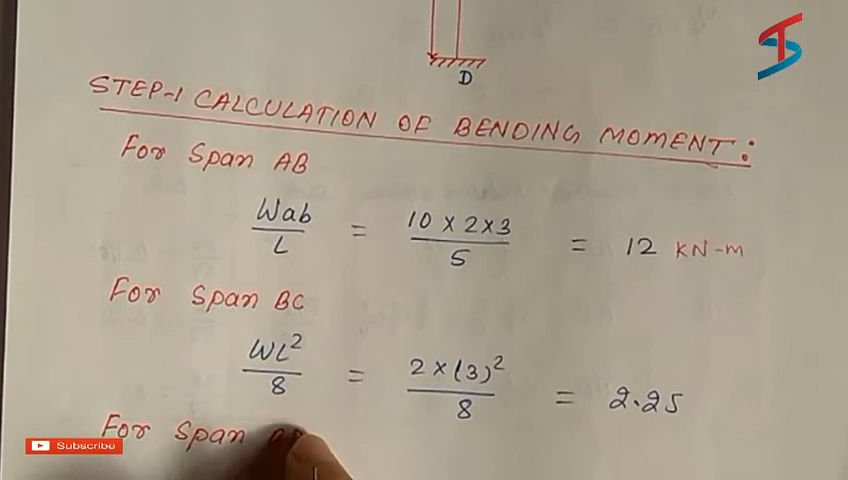 D
STEP-1 CALCULATION OF BENDING MOMENT:
For Span AB
Wab/L = 10 × 2 × 3/5 = 12 KN-m
For Span BC
WL²/8 = 2 × (3)²/8 = 2.25
For Span
Subscribe